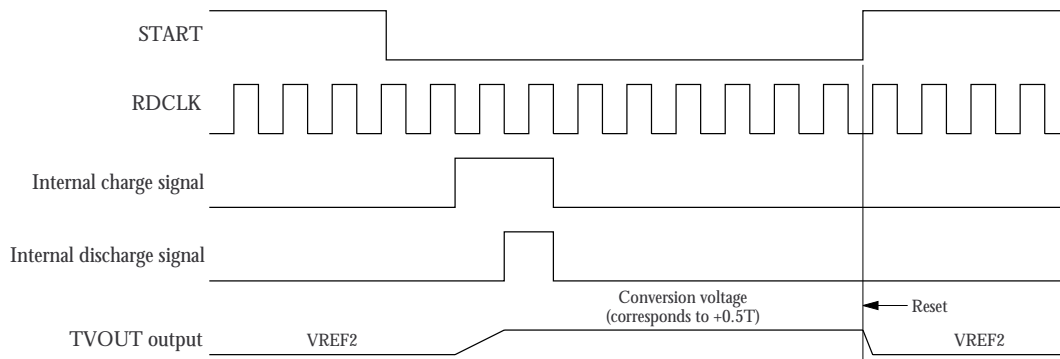 START
RDCLK
Internal charge signal
Internal discharge signal
Conversion voltage
(corresponds to +0.5T)
Reset
TVOUT output
VREF2
VREF2